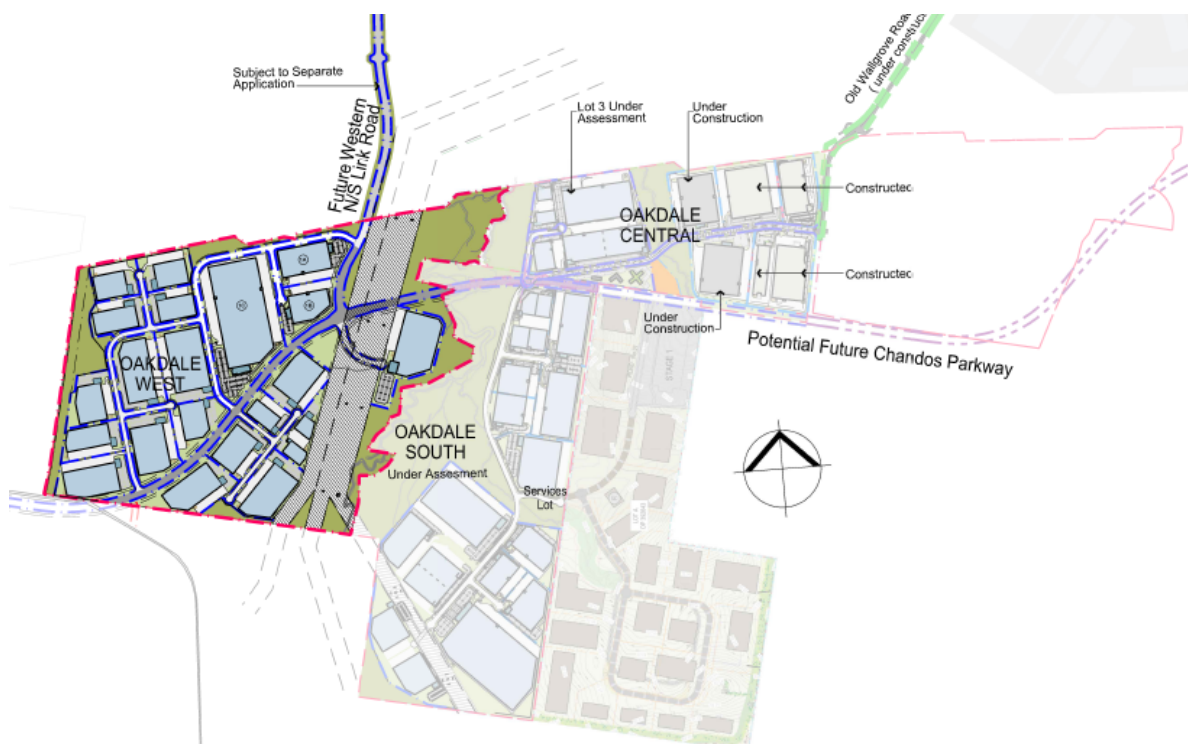 Subject to Separate
Application
Future Western
N/S Link Road
Old Wallgrove Road
( under construc
Lot 3 Under
Assessment
Under
Construction
Constructed
OAKDALE
CENTRAL
Constructed
Under
Construction
Potential Future Chandos Parkway
OAKDALE
WEST
STAGE 1
OAKDALE
SOUTH
Under Assesment
Services
Lot